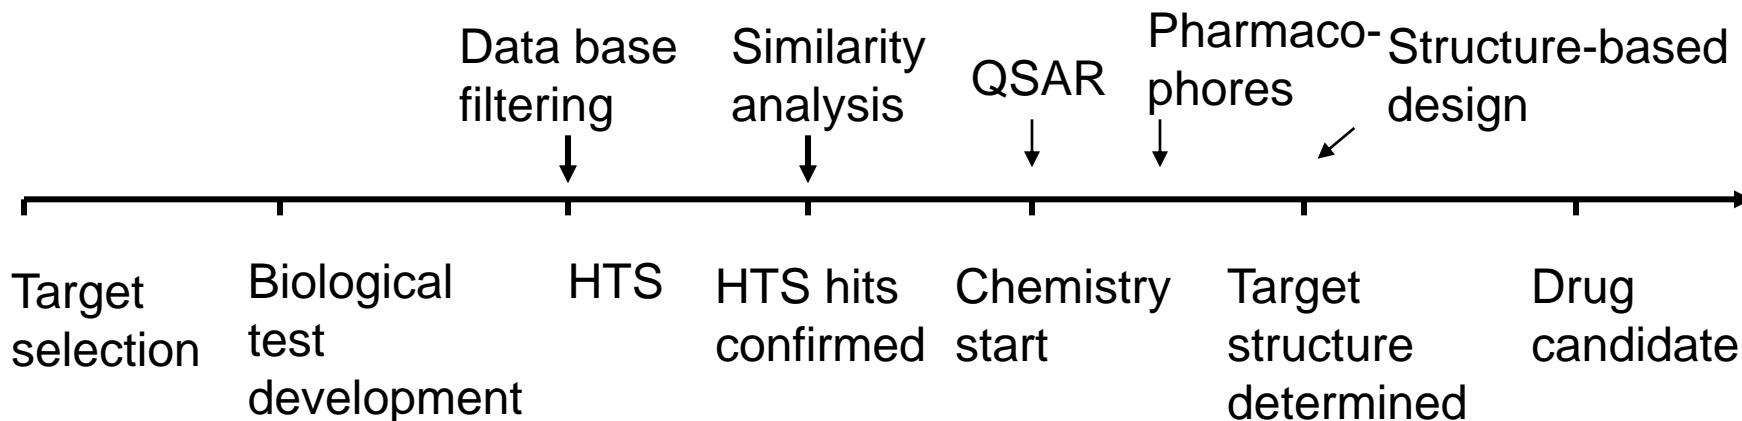 Data base
filtering
Similarity
analysis
QSAR
Pharmaco-
phores
Structure-based
design
Target
selection
Biological
test
development
HTS
HTS hits
confirmed
Chemistry
start
Target
structure
determined
Drug
candidate